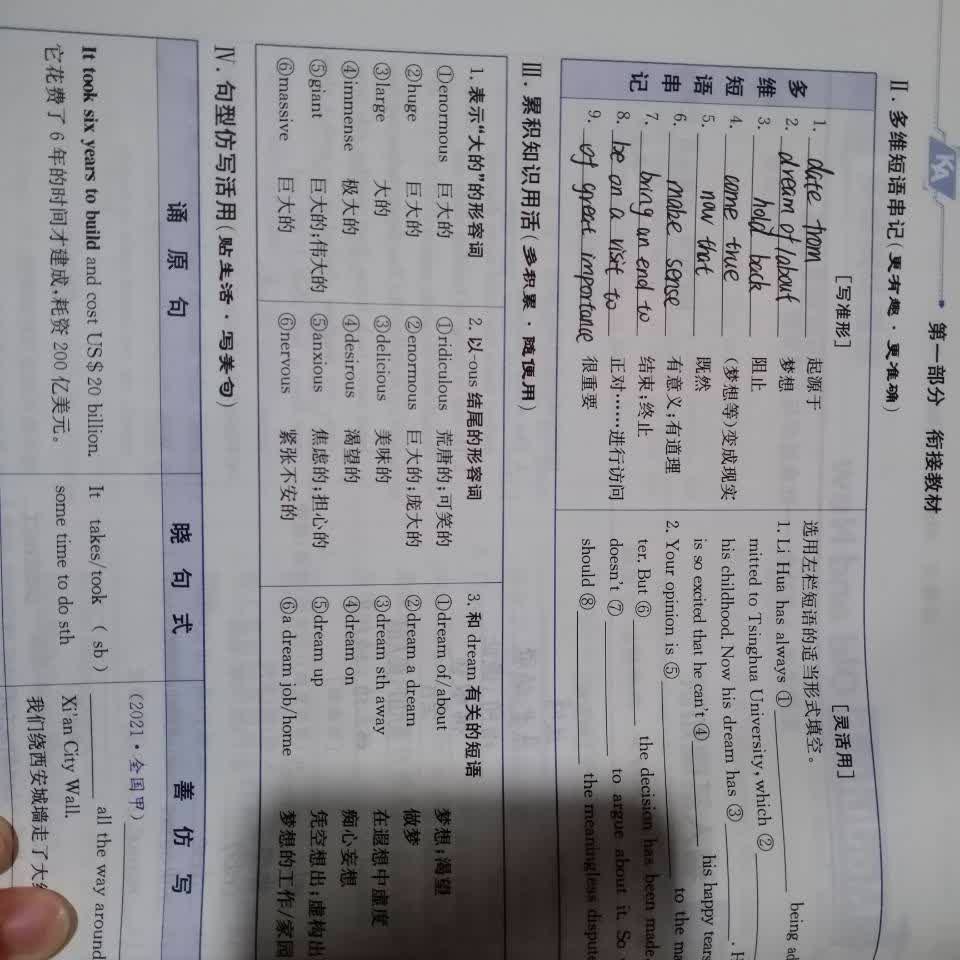 KA
第一部分 衔接教材
Ⅱ. 多维短语串记(更有趣·更准确)
多维短语串记
[写准形]
1. date from 起源于
2. dream of/about 梦想
3. hold back 阻止
4. come true (梦想等)变成现实
5. now that 既然
6. make sense 有意义;有道理
7. bring an end to 结束;终止
8. be on a visit to 正对……进行访问
9. of great importance 很重要
[灵活用]
选用左栏短语的适当形式填空。
1. Li Hua has always ① being ad
mitted to Tsinghua University, which ②
his childhood. Now his dream has ③ . H
is so excited that he can't ④ his happy tears
2. Your opinion is ⑤ to the ma
ter. But ⑥ the decision has been made.
doesn't ⑦ to argue about it. So
should ⑧ the meaningless dispute
Ⅲ. 累积知识用活(多积累·随便用)
1. 表示“大的”的形容词
①enormous 巨大的
②huge 巨大的
③large 大的
④immense 极大的
⑤giant 巨大的;伟大的
⑥massive 巨大的
2. 以-ous 结尾的形容词
①ridiculous 荒唐的;可笑的
②enormous 巨大的;庞大的
③delicious 美味的
④desirous 渴望的
⑤anxious 焦虑的;担心的
⑥nervous 紧张不安的
3. 和 dream 有关的短语
①dream of/about 梦想;渴望
②dream a dream 做梦
③dream sth away 在遐想中虚度
④dream on 痴心妄想
⑤dream up 凭空想出;虚构出
⑥a dream job/home 梦想的工作/家园
Ⅳ. 句型仿写活用(贴生活·写美句)
诵原句
It took six years to build and cost US$ 20 billion.
它花费了 6 年的时间才建成,耗资 200 亿美元。
晓句式
It takes/took (sb)
some time to do sth
善仿写
(2021·全国甲)
all the way around
Xi'an City Wall.
我们绕西安城墙走了大